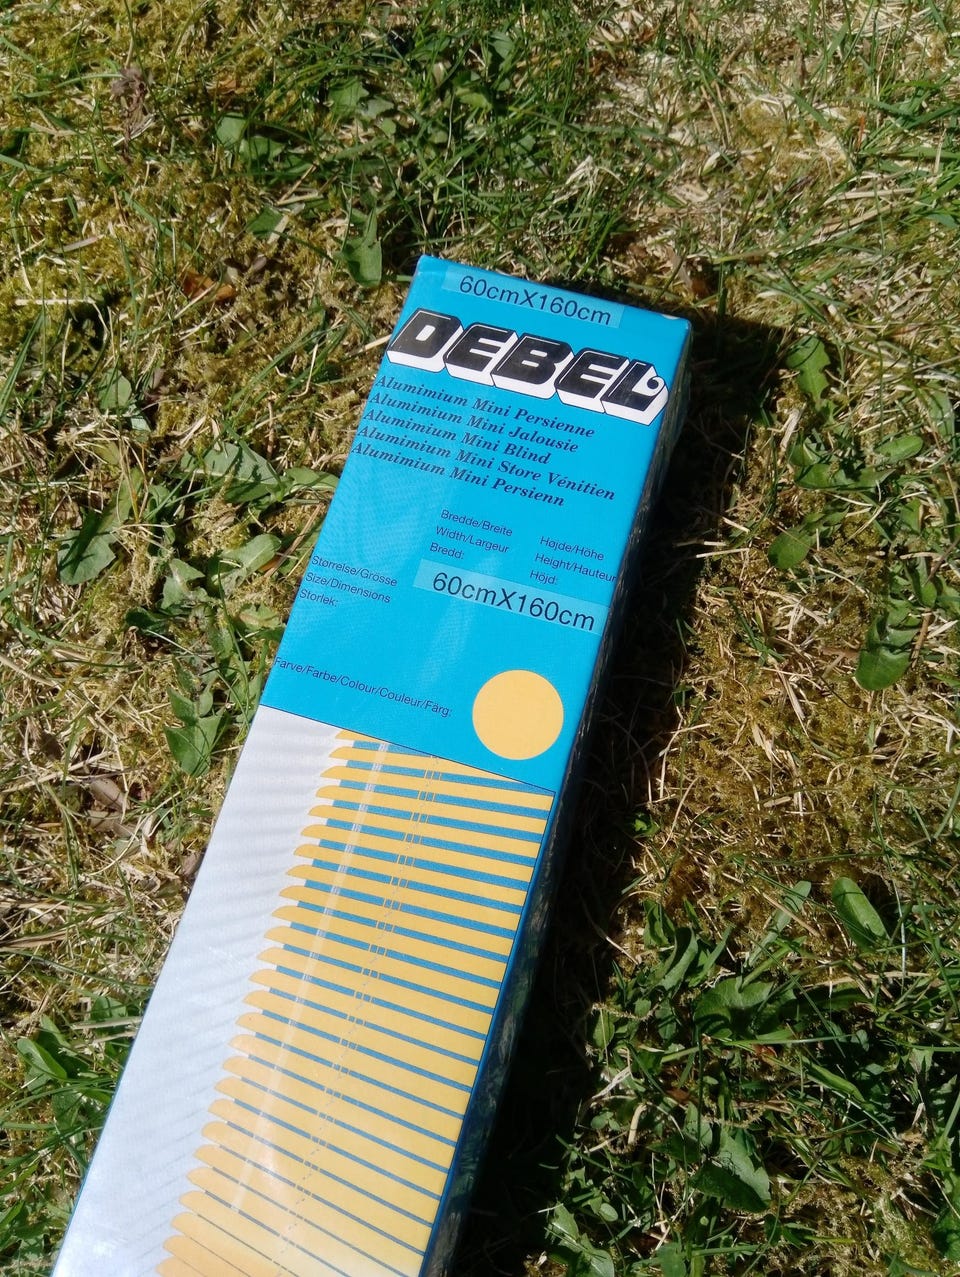 60cmX160cm
DEBEL
Alumimium Mini Persienne
Alumimium Mini Jalousie
Alumimium Mini Blind
Alumimium Mini Store Vénitien
Alumimium Mini Persienn
Bredde/Breite
Width/Largeur
Bredd:
Højde/Höhe
Height/Hauteur
Höjd:
Størrelse/Grösse
Size/Dimensions
Storlek:
60cmX160cm
Farve/Farbe/Colour/Couleur/Färg: